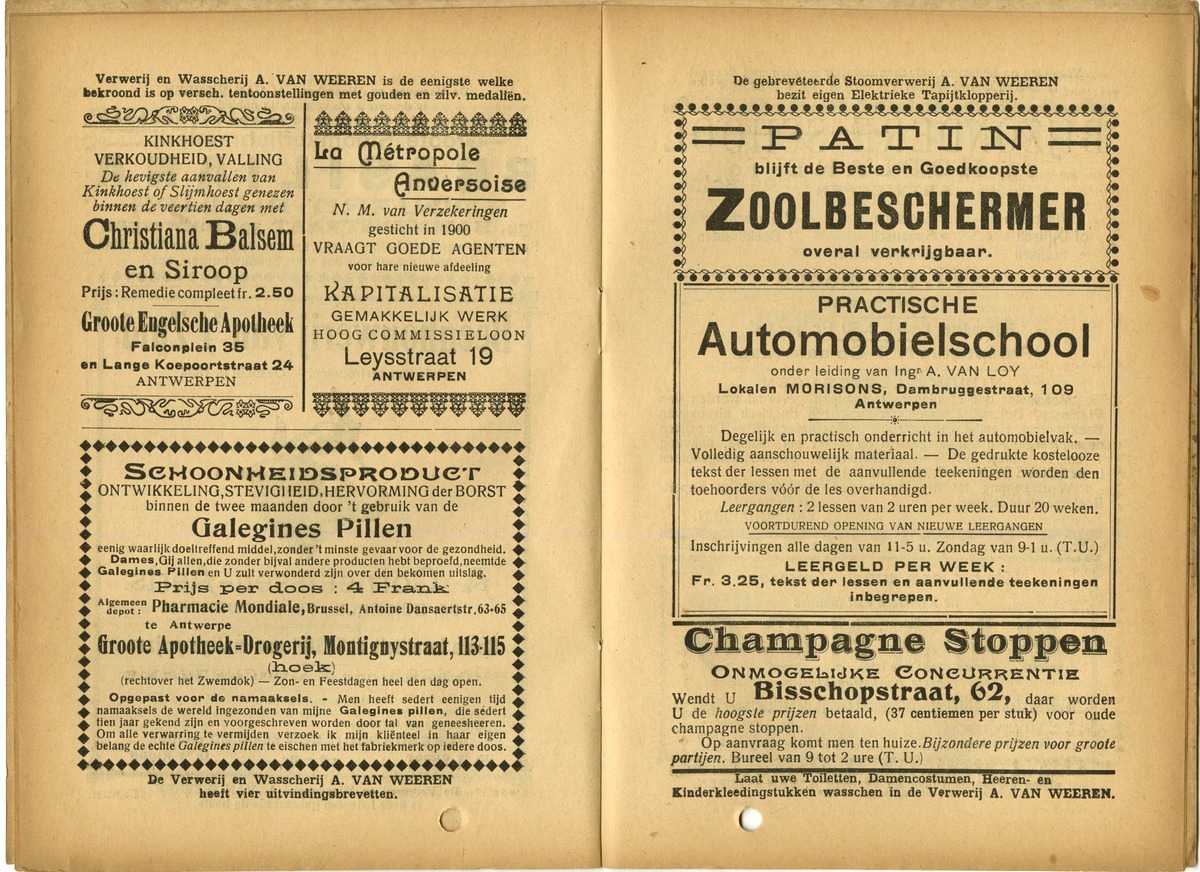 Verwerij en Wasscherij A. VAN WEEREN is de eenigste welke
bekroond is op versch. tentoonstellingen met gouden en zilv. medaliën.
KINKHOEST
VERKOUDHEID, VALLING
De hevigste aanvallen van
Kinkhoest of Slijmhoest genezen
binnen de veertien dagen met
Christiana Balsem
en Siroop
Prijs : Remedie compleet fr. 2.50
Groote Engelsche Apotheek
Falconplein 35
en Lange Koepoortstraat 24
ANTWERPEN
La Métropole
Anversoise
N. M. van Verzekeringen
gesticht in 1900
VRAAGT GOEDE AGENTEN
voor hare nieuwe afdeeling
KAPITALISATIE
GEMAKKELIJK WERK
HOOG COMMISSIELOON
Leysstraat 19
ANTWERPEN
SCHOONHEIDSPRODUCT
ONTWIKKELING, STEVIGHEID, HERVORMING der BORST
binnen de twee maanden door 't gebruik van de
Galegines Pillen
eenig waarlijk doeltreffend middel, zonder 't minste gevaar voor de gezondheid.
Dames, Gij allen, die zonder bijval andere producten hebt beproefd, neemt de
Galegines Pillen en U zult verwonderd zijn over den bekomen uitslag.
Prijs per doos : 4 Frank
Algemeen depot : Pharmacie Mondiale, Brussel, Antoine Dansaertstr. 63-65
te Antwerpe
Groote Apotheek-Drogerij, Montignystraat, 113-115
(hoek)
(rechtover het Zwemdok) — Zon- en Feestdagen heel den dag open.
Opgepast voor de namaaksels. - Men heeft sedert eenigen tijd
namaaksels de wereld ingezonden van mijne Galegines pillen, die sedert
tien jaar gekend zijn en voorgeschreven worden door tal van geneesheeren.
Om alle verwarring te vermijden verzoek ik mijn kliënteel in haar eigen
belang de echte Galegines pillen te eischen met het fabriekmerk op iedere doos.
De Verwerij en Wasscherij A. VAN WEEREN
heeft vier uitvindingsbrevetten.
De gebrevêteerde Stoomverwerij A. VAN WEEREN
bezit eigen Elektrieke Tapijtklopperij.
PATIN
blijft de Beste en Goedkoopste
ZOOLBESCHERMER
overal verkrijgbaar.
PRACTISCHE
Automobielschool
onder leiding van Ingr A. VAN LOY
Lokalen MORISONS, Dambruggestraat, 109
Antwerpen
Degelijk en practisch onderricht in het automobielvak. —
Volledig aanschouwelijk materiaal. — De gedrukte kostelooze
tekst der lessen met de aanvullende teekeningen worden den
toehoorders vóór de les overhandigd.
Leergangen : 2 lessen van 2 uren per week. Duur 20 weken.
VOORTDUREND OPENING VAN NIEUWE LEERGANGEN
Inschrijvingen alle dagen van 11-5 u. Zondag van 9-1 u. (T.U.)
LEERGELD PER WEEK :
Fr. 3.25, tekst der lessen en aanvullende teekeningen
inbegrepen.
Champagne Stoppen
ONMOGELIJKE CONCURRENTIE
Wendt U Bisschopstraat, 62, daar worden
U de hoogste prijzen betaald, (37 centiemen per stuk) voor oude
champagne stoppen.
Op aanvraag komt men ten huize. Bijzondere prijzen voor groote
partijen. Bureel van 9 tot 2 ure (T. U.)
Laat uwe Toiletten, Damencostumen, Heeren- en
Kinderkleedingstukken wasschen in de Verwerij A. VAN WEEREN.